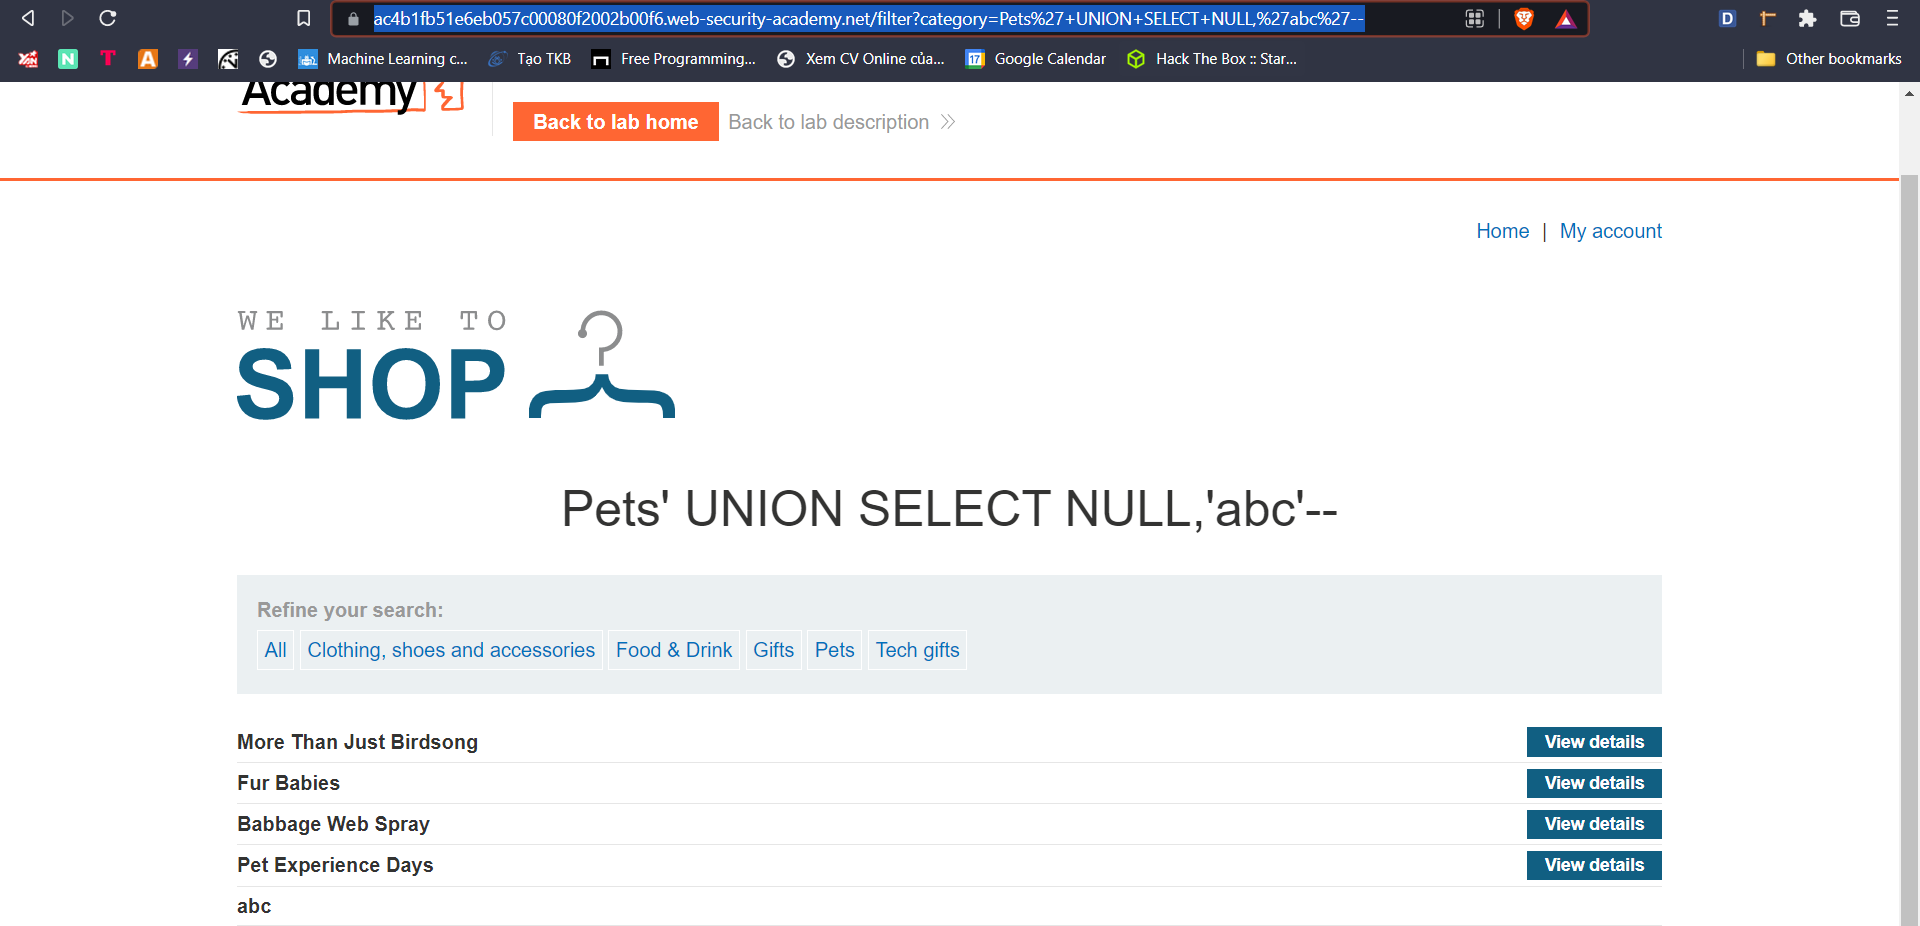 ac4b1fb51e6eb057c00080f2002b00f6.web-security-academy.net/filter?category=Pets%27+UNION+SELECT+NULL,%27abc%27--
D
N T A Machine Learning c... Tạo TKB Free Programming... Xem CV Online của... 17 Google Calendar Hack The Box :: Star... Other bookmarks
Academy
Back to lab home Back to lab description
Home | My account
WE LIKE TO
SHOP
Pets' UNION SELECT NULL,'abc'--
Refine your search:
All Clothing, shoes and accessories Food & Drink Gifts Pets Tech gifts
More Than Just Birdsong View details
Fur Babies View details
Babbage Web Spray View details
Pet Experience Days View details
abc